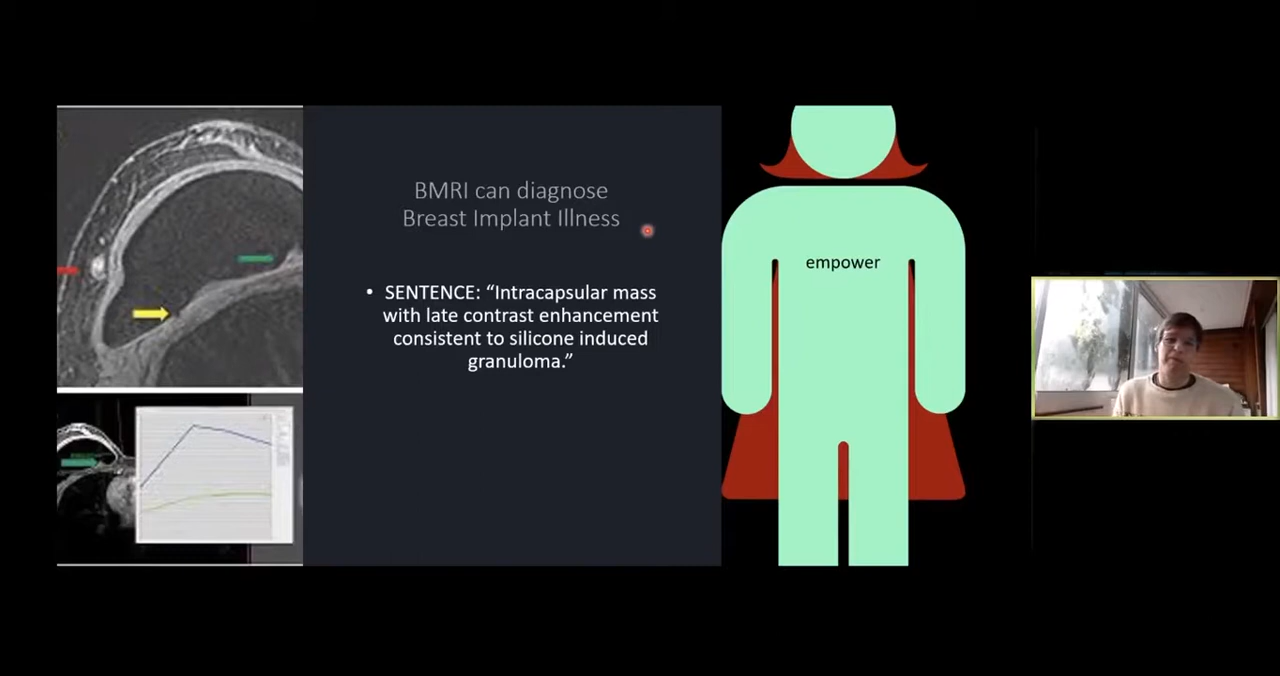 BMRI can diagnose
Breast Implant Illness
• SENTENCE: “Intracapsular mass
with late contrast enhancement
consistent to silicone induced
granuloma.”
empower